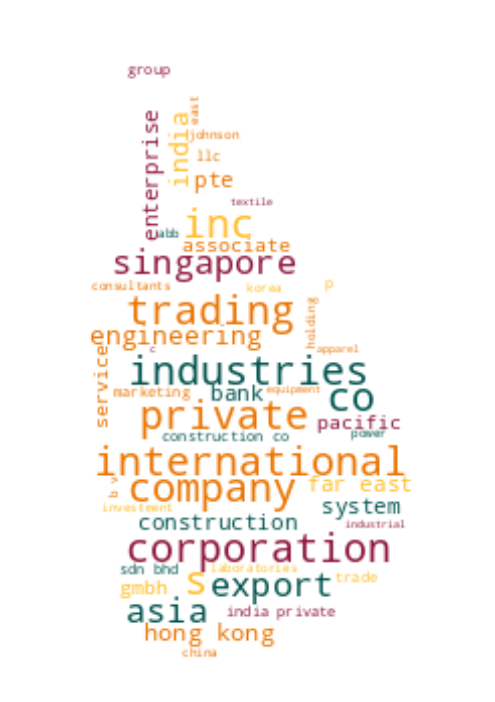 group
enterprise
india
east
johnson
llc
pte
textile
inc
abb
associate
singapore
consultants
korea
p
trading
holding
engineering
service
c
apparel
industries
marketing
bank
equipment
co
private
pacific
construction co
power
international
b v
company
far east
investment
system
construction
industrial
corporation
sdn bhd
laboratories
gmbh
s
export
trade
asia
india private
hong kong
china